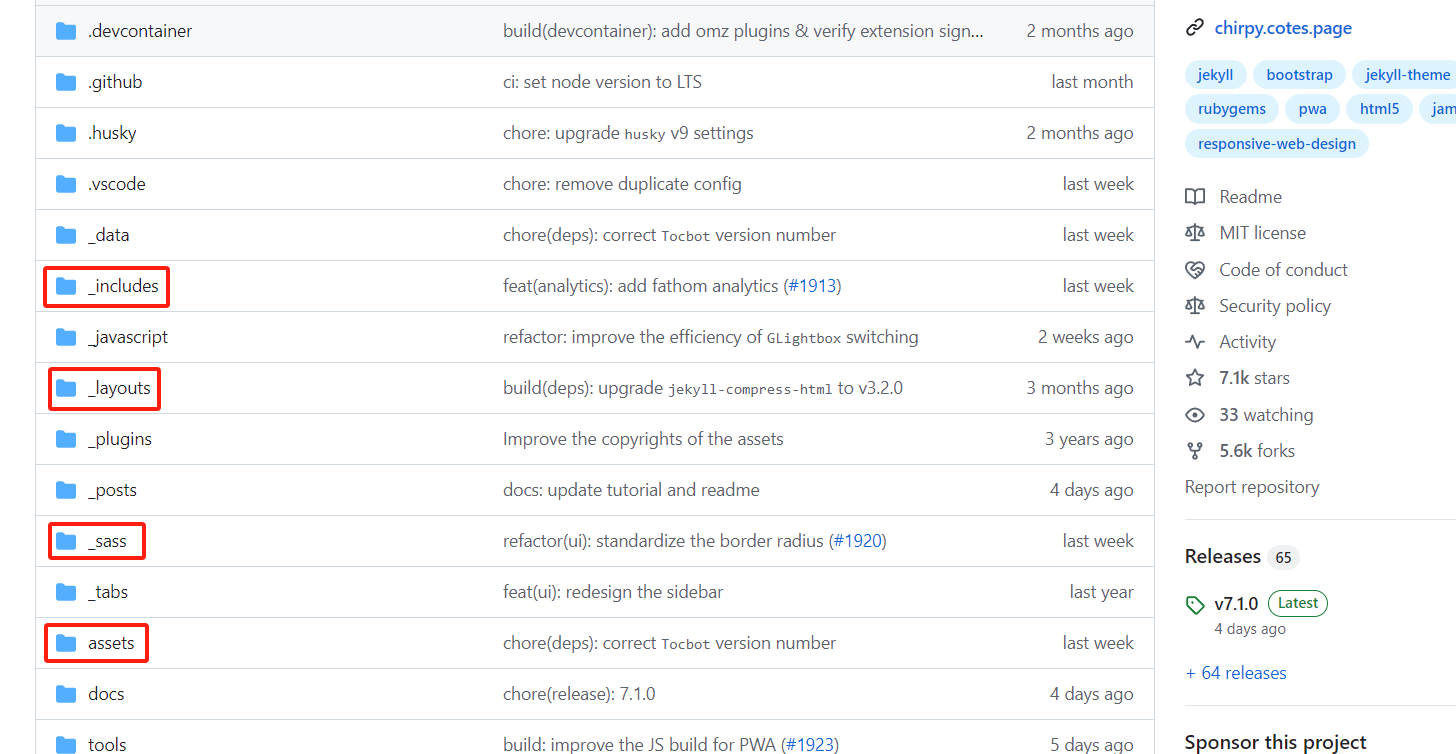 .devcontainer build(devcontainer): add omz plugins & verify extension sign... 2 months ago
.github ci: set node version to LTS last month
.husky chore: upgrade husky v9 settings 2 months ago
.vscode chore: remove duplicate config last week
_data chore(deps): correct Tocbot version number last week
_includes feat(analytics): add fathom analytics (#1913) last week
_javascript refactor: improve the efficiency of GLightbox switching 2 weeks ago
_layouts build(deps): upgrade jekyll-compress-html to v3.2.0 3 months ago
_plugins Improve the copyrights of the assets 3 years ago
_posts docs: update tutorial and readme 4 days ago
_sass refactor(ui): standardize the border radius (#1920) last week
_tabs feat(ui): redesign the sidebar last year
assets chore(deps): correct Tocbot version number last week
docs chore(release): 7.1.0 4 days ago
tools build: improve the JS build for PWA (#1923) 5 days ago
chirpy.cotes.page
jekyll bootstrap jekyll-theme
rubygems pwa html5 jam
responsive-web-design
Readme
MIT license
Code of conduct
Security policy
Activity
7.1k stars
33 watching
5.6k forks
Report repository
Releases 65
v7.1.0 Latest
4 days ago
+ 64 releases
Sponsor this project